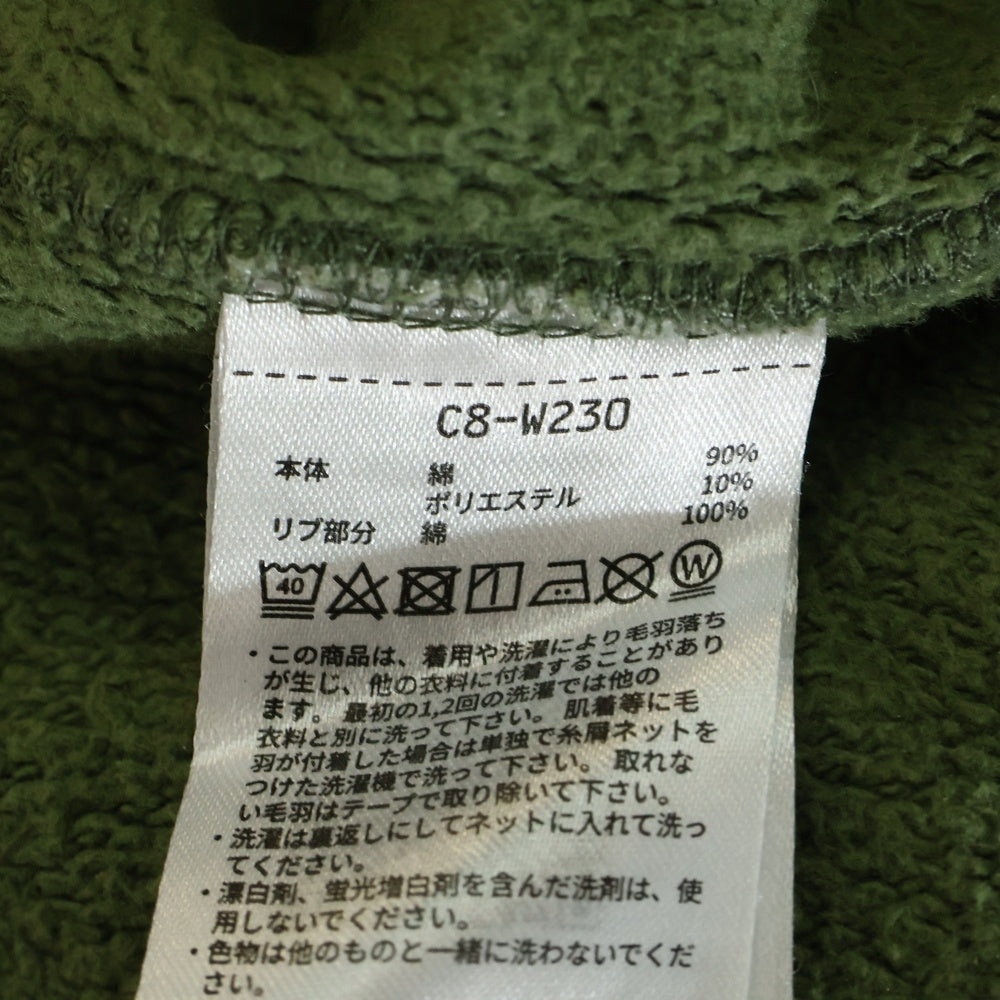 C8-W230
本体 綿 90%
ポリエステル 10%
リブ部分 綿 100%
40 W
・この商品は、着用や洗濯により毛羽落ち
が生じ、他の衣料に付着することがあり
ます。最初の1,2回の洗濯では他の
衣料と別に洗って下さい。肌着等に毛
羽が付着した場合は単独で糸屑ネットを
つけた洗濯機で洗って下さい。取れな
い毛羽はテープで取り除いて下さい。
・洗濯は裏返しにしてネットに入れて洗っ
てください。
・漂白剤、蛍光増白剤を含んだ洗剤は、使
用しないでください。
・色物は他のものと一緒に洗わないでくだ
さい。